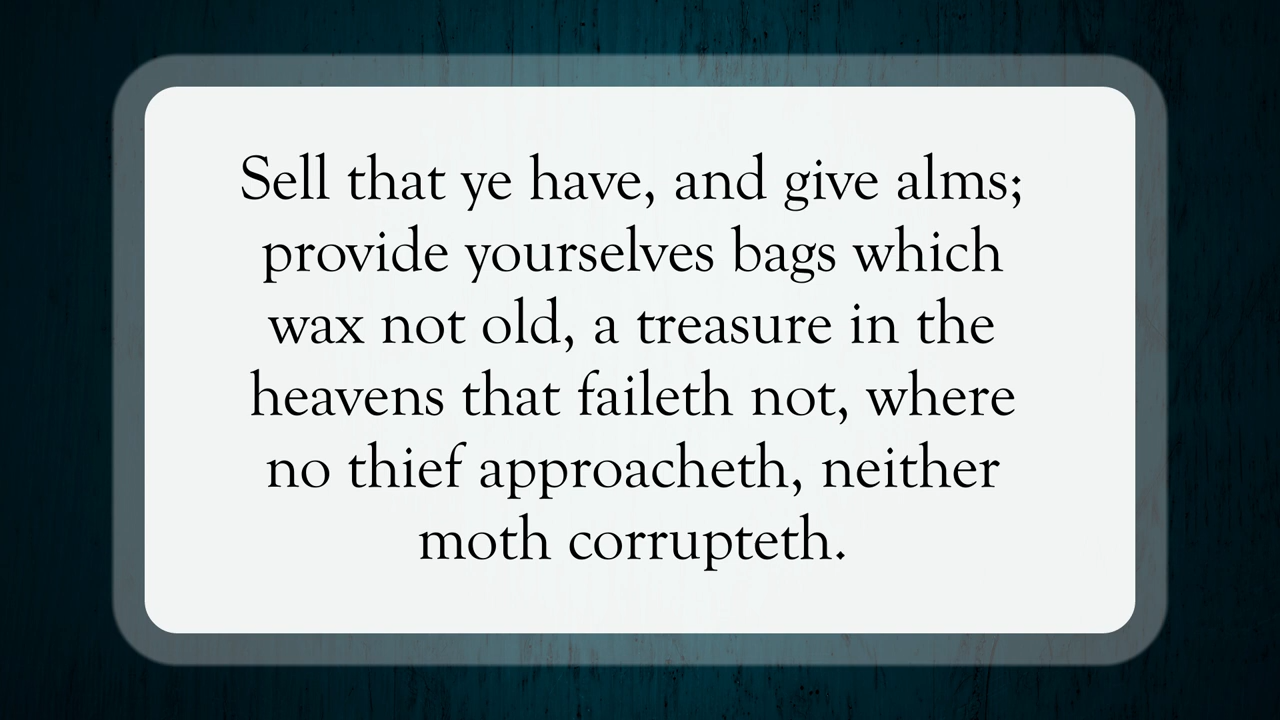 Sell that ye have, and give alms;
provide yourselves bags which
wax not old, a treasure in the
heavens that faileth not, where
no thief approacheth, neither
moth corrupteth.